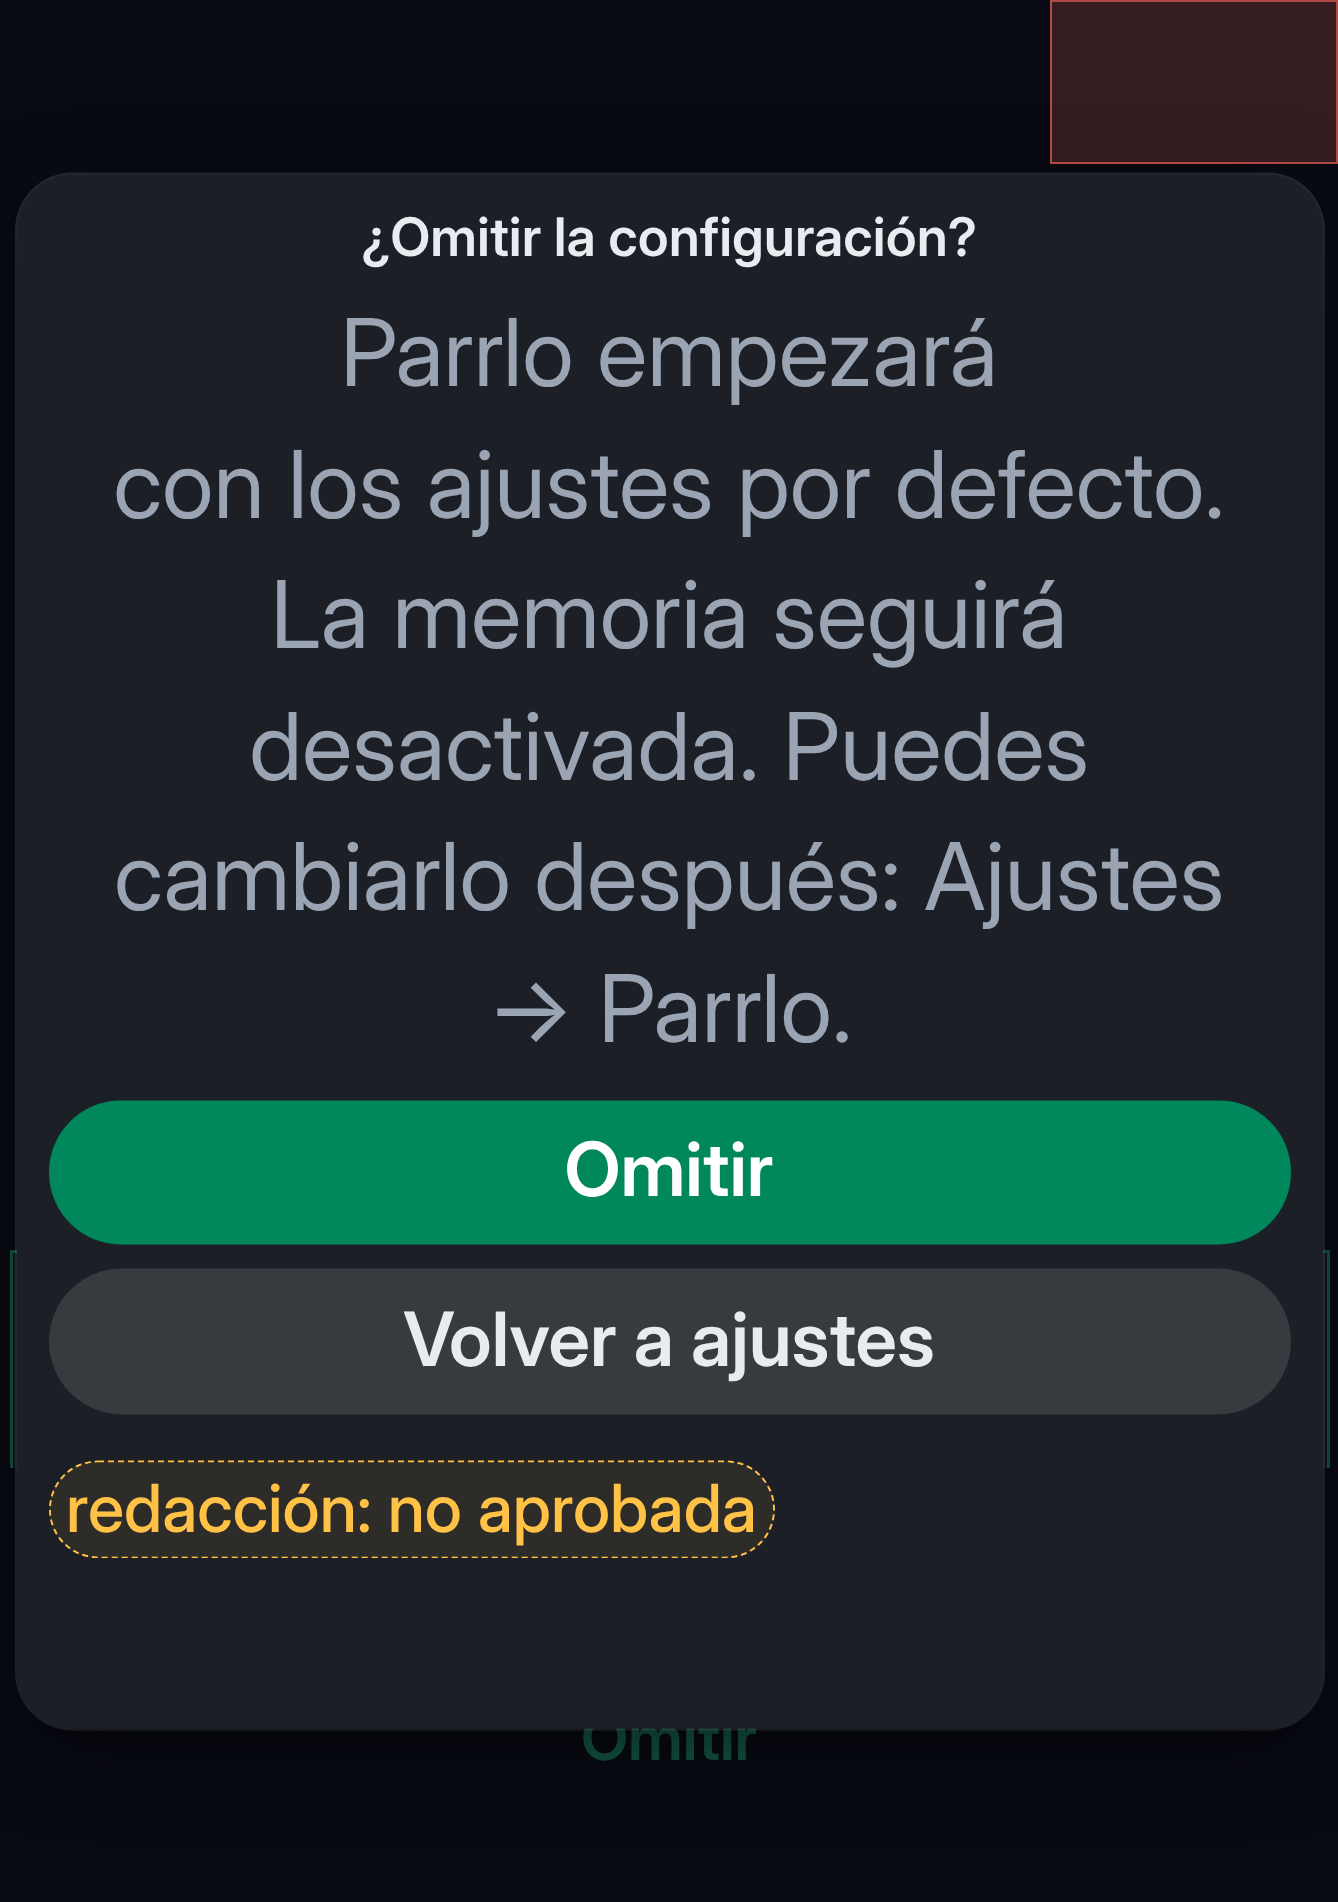 ¿Omitir la configuración?
Parrlo empezará
con los ajustes por defecto.
La memoria seguirá
desactivada. Puedes
cambiarlo después: Ajustes
→ Parrlo.
Omitir
Volver a ajustes
redacción: no aprobada
Omitir